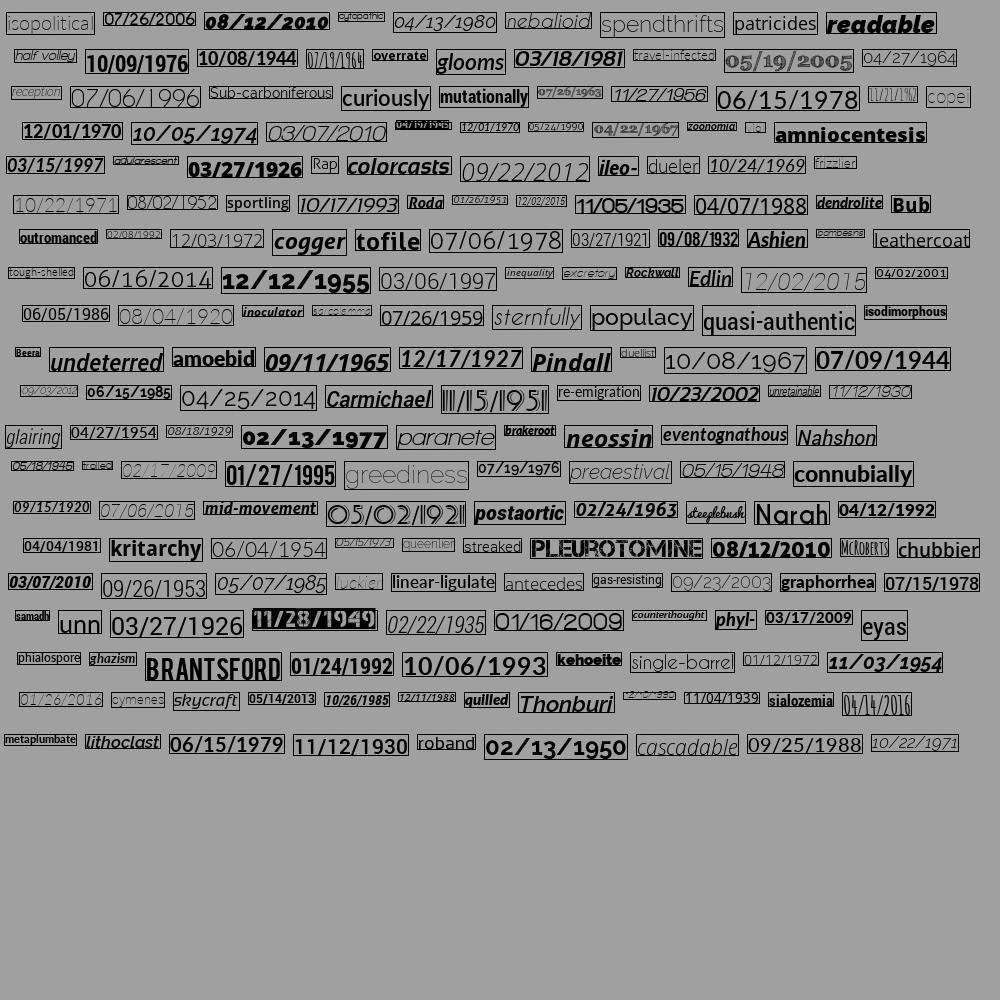 isopolitical 07/26/2006 08/12/2010 cytopathic 04/13/1980 nebalioid spendthrifts patricides readable
half volley 10/09/1976 10/08/1944 07/19/1964 overrate glooms 03/18/1981 travel-infected 05/19/2005 04/27/1964
reception 07/06/1996 Sub-carboniferous curiously mutationally 07/26/1963 11/27/1956 06/15/1978 11/21/1962 copei
12/01/1970 10/05/1974 03/07/2010 04/19/1945 12/01/1970 05/24/1990 04/22/1967 zoonomia amniocentesis
03/15/1997 adularescent 03/27/1926 Rap colorcasts 09/22/2012 ileo- dueler 10/24/1969 frizzlier
10/22/1971 08/02/1952 sportling 10/17/1993 Roda 01/26/1951 12/02/2015 11/05/1935 04/07/1988 dendrolite Bub
outromanced 02/08/1992 12/03/1972 cogger tofile 07/06/1978 03/27/1921 09/08/1932 Ashien bombesins leathercoat
tough-shelled 06/16/2014 12/12/1955 03/06/1997 inequality excretory Rockwall Edlin 12/02/2015 04/02/2001
06/05/1986 08/04/1920 inoculator 07/26/1959 sternfully populacy quasi-authentic isodimorphous
Beera undeterred amoebid 09/11/1965 12/17/1927 Pindall duellist 10/08/1967 07/09/1944
09/03/2012 06/15/1985 04/25/2014 Carmichael 11/15/1951 re-emigration 10/23/2002 unretainable 11/12/1930
glairing 04/27/1954 08/18/1929 02/13/1977 paranete brakeroot neossin eventognathous Nahshon
05/18/1945 trolled 02/17/2009 01/27/1995 greediness 07/19/1976 preaestival 05/15/1948 connubially
09/15/1920 07/06/2015 mid-movement 05/02/1921 postaortic 02/24/1963 steeplebush Narah 04/12/1992
04/04/1981 kritarchy 06/04/1954 05/15/1973 queenlier streaked PLEUROTOMINE 08/12/2010 McRoberts chubbier
03/07/2010 09/26/1953 05/07/1985 luckier linear-ligulate antecedes gas-resisting 09/23/2003 graphorrhea 07/15/1978
samadh unn 03/27/1926 11/28/1949 02/22/1935 01/16/2009 counterthought phyl- 03/17/2009 eyas
phialospore ghazism BRANTSFORD 01/24/1992 10/06/1993 kehoeite single-barrel 01/12/1972 11/03/1954
01/26/2016 cymenes skycraft 05/14/2013 10/26/1985 12/11/1988 quilled Thonburi 11/04/1939 sialozemia 04/14/2016
metaplumbate lithoclast 06/15/1979 11/12/1930 roband 02/13/1950 cascadable 09/25/1988 10/22/1971